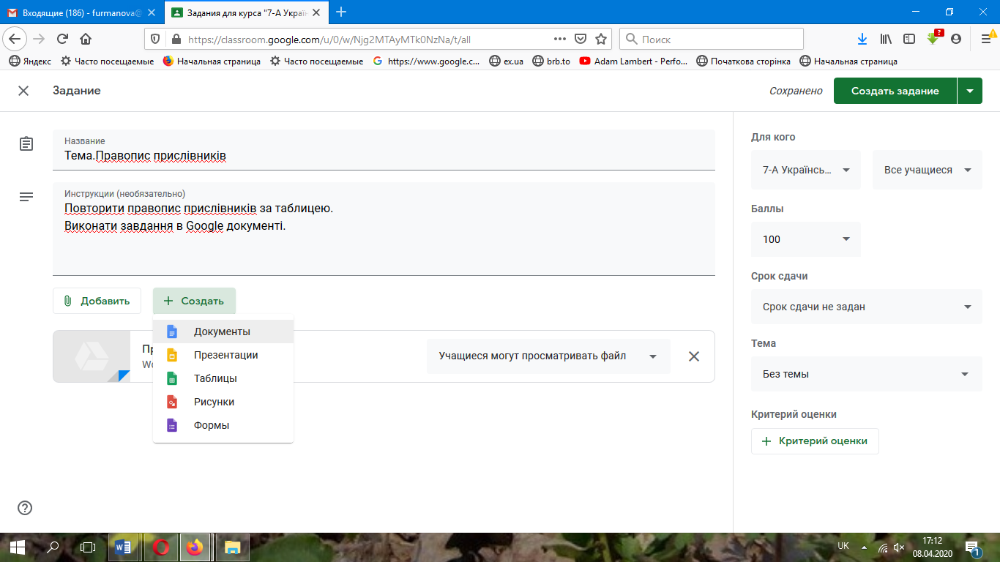 Входящие (186) - furmanova@
Задания для курса "7-А Україн
https://classroom.google.com/u/0/w/Njg2MTAyMTk0NzNa/t/all
Поиск
Яндекс
Часто посещаемые
Начальная страница
Часто посещаемые
https://www.google.c...
ex.ua
brb.to
Adam Lambert - Perfo...
Початкова сторінка
Начальная страница
Задание
Сохранено
Создать задание
Название
Тема.Правопис прислівників
Инструкции (необязательно)
Повторити правопис прислівників за таблицею.
Виконати завдання в Google документі.
Добавить
Создать
Документы
Презентации
Таблицы
Рисунки
Формы
Учащиеся могут просматривать файл
Для кого
7-А Українсь...
Все учащиеся
Баллы
100
Срок сдачи
Срок сдачи не задан
Тема
Без темы
Критерий оценки
Критерий оценки
UK
17:12
08.04.2020
1